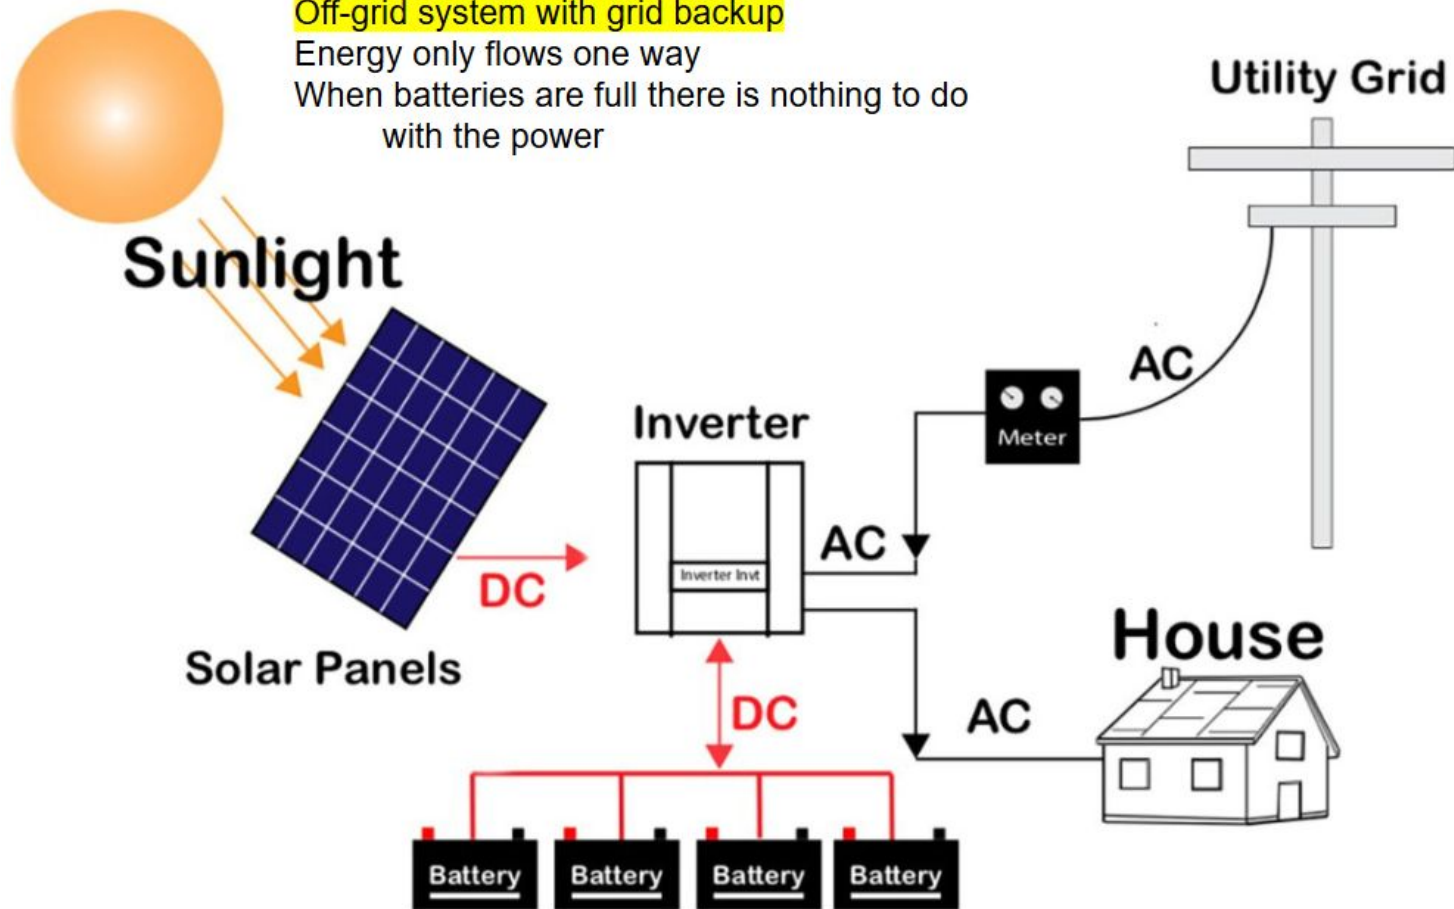 Off-grid system with grid backup
Energy only flows one way
When batteries are full there is nothing to do
with the power
Utility Grid
Sunlight
AC
Meter
Inverter
AC
Inverter Invt
DC
House
Solar Panels
DC
AC
Battery
Battery
Battery
Battery